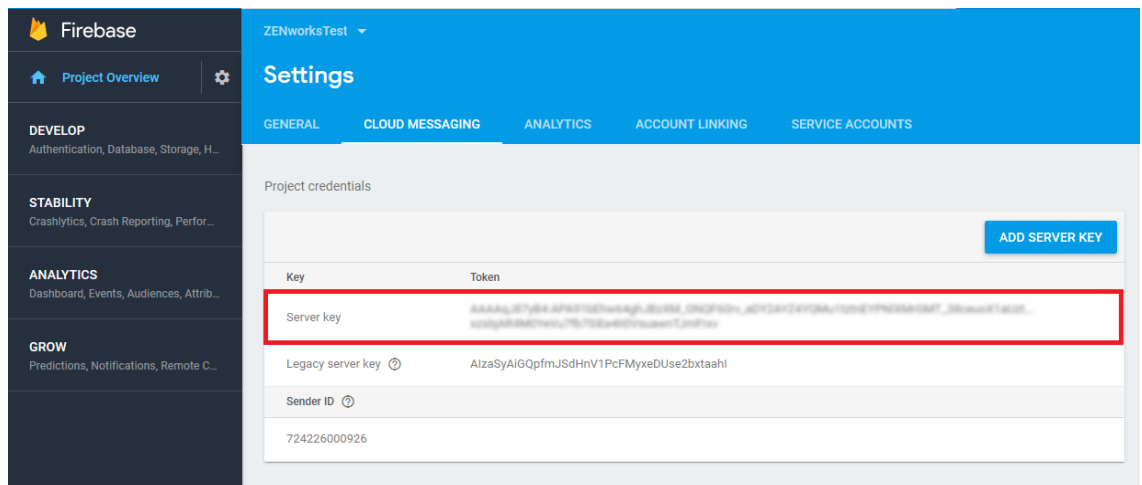 Firebase
ZENworksTest
Project Overview
Settings
GENERAL CLOUD MESSAGING ANALYTICS ACCOUNT LINKING SERVICE ACCOUNTS
DEVELOP
Authentication, Database, Storage, H...
STABILITY
Crashlytics, Crash Reporting, Perfor...
ANALYTICS
Dashboard, Events, Audiences, Attrib...
GROW
Predictions, Notifications, Remote C...
Project credentials
ADD SERVER KEY
Key Token
Server key
Legacy server key AIzaSyAiGQpfmJSdHnV1PcFMyxeDUse2bxtaahI
Sender ID
724226000926